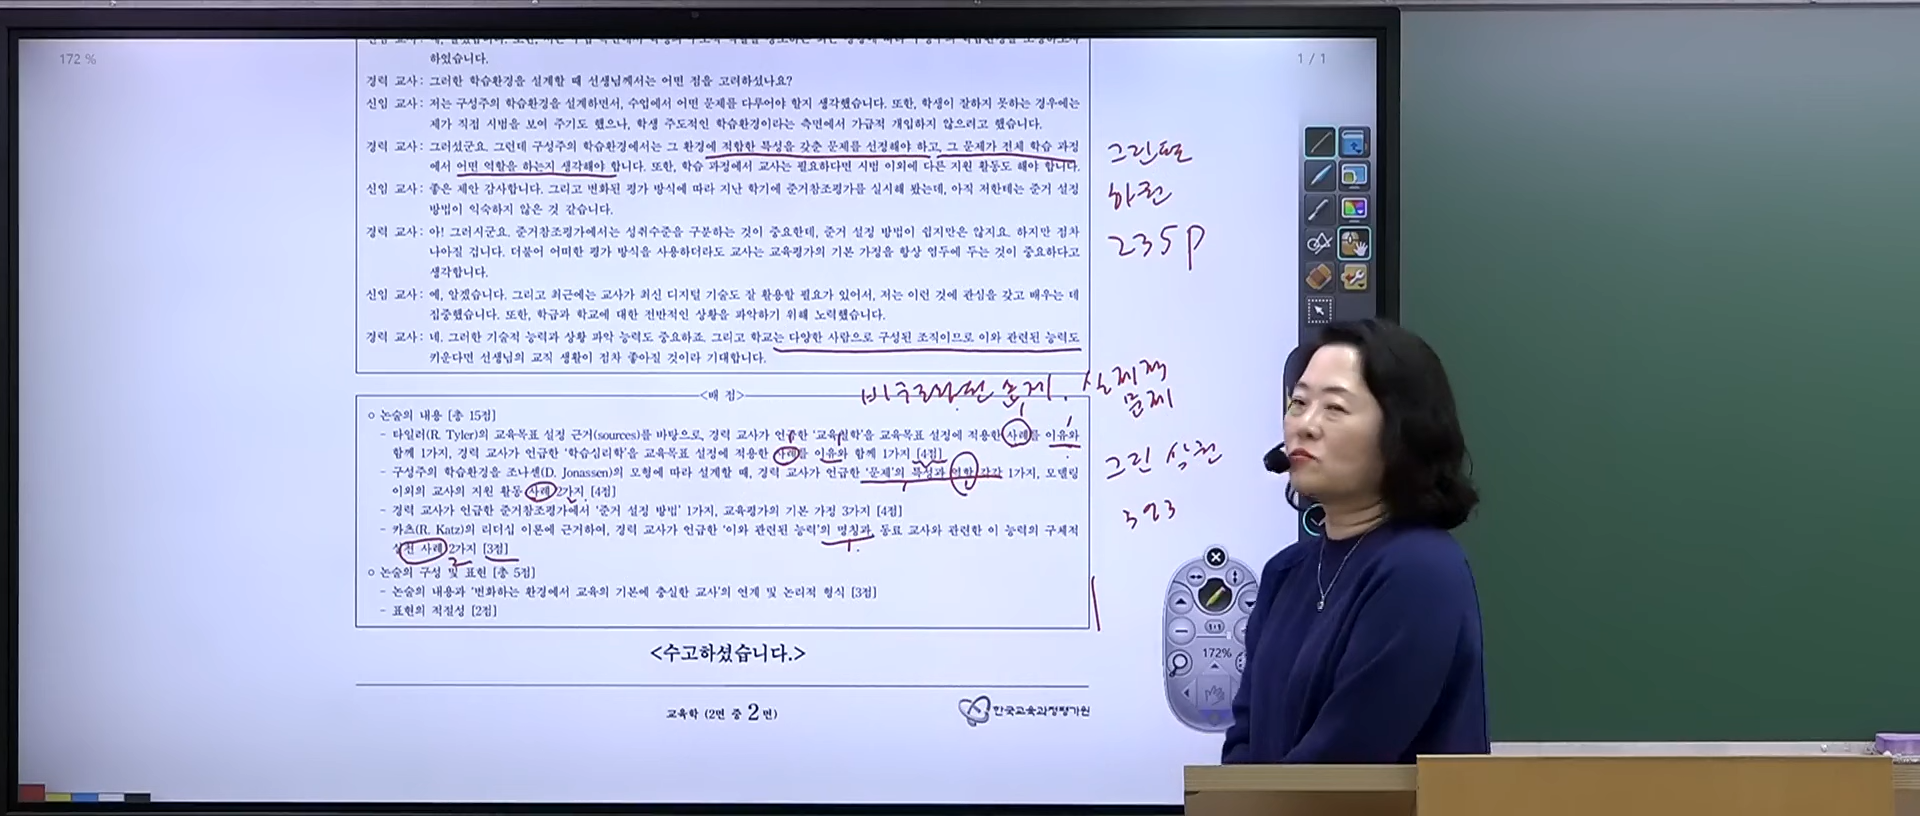 172 %
1 / 1
하였습니다.
경력 교사: 그러한 학습환경을 설계할 때 선생님께서는 어떤 점을 고려하셨나요?
신임 교사: 저는 구성주의 학습환경을 설계하면서, 수업에서 어떤 문제를 다루어야 할지 생각했습니다. 또한, 학생이 잘하지 못하는 경우에는
제가 직접 시범을 보여 주기도 했으나, 학생 주도적인 학습환경이라는 측면에서 가급적 개입하지 않으려고 했습니다.
경력 교사: 그러셨군요. 그런데 구성주의 학습환경에서는 그 환경에 적합한 특성을 갖춘 문제를 선정해야 하고, 그 문제가 전체 학습 과정
에서 어떤 역할을 하는지 생각해야 합니다. 또한, 학습 과정에서 교사는 필요하다면 시범 이외에 다른 지원 활동도 해야 합니다.
신임 교사: 좋은 제안 감사합니다. 그리고 변화된 평가 방식에 따라 지난 학기에 준거참조평가를 실시해 봤는데, 아직 저한테는 준거 설정
방법이 익숙하지 않은 것 같습니다.
경력 교사: 아! 그러시군요. 준거참조평가에서는 성취수준을 구분하는 것이 중요한데, 준거 설정 방법이 쉽지만은 않지요. 하지만 점차
나아질 겁니다. 더불어 어떠한 평가 방식을 사용하더라도 교사는 교육평가의 기본 가정을 항상 염두에 두는 것이 중요하다고
생각합니다.
신임 교사: 예, 알겠습니다. 그리고 최근에는 교사가 최신 디지털 기술도 잘 활용할 필요가 있어서, 저는 이런 것에 관심을 갖고 배우는 데
집중했습니다. 또한, 학급과 학교에 대한 전반적인 상황을 파악하기 위해 노력했습니다.
경력 교사: 네. 그러한 기술적 능력과 상황 파악 능력도 중요하죠. 그리고 학교는 다양한 사람으로 구성된 조직이므로 이와 관련된 능력도
키운다면 선생님의 교직 생활이 점차 좋아질 것이라 기대합니다.
하권
235p
<배 점>
비구조화된 문제, 실제적
문제
○ 논술의 내용 [총 15점]
- 타일러(R. Tyler)의 교육목표 설정 근거(sources)를 바탕으로, 경력 교사가 언급한 ‘교육철학’을 교육목표 설정에 적용한 사례를 이유와
함께 1가지, 경력 교사가 언급한 ‘학습심리학’을 교육목표 설정에 적용한 사례를 이유와 함께 1가지 [4점]
- 구성주의 학습환경을 조나센(D. Jonassen)의 모형에 따라 설계할 때, 경력 교사가 언급한 ‘문제’의 특성과 역할 각각 1가지, 모델링
이외의 교사의 지원 활동 사례 2가지 [4점]
- 경력 교사가 언급한 준거참조평가에서 ‘준거 설정 방법’ 1가지, 교육평가의 기본 가정 3가지 [4점]
- 카츠(R. Katz)의 리더십 이론에 근거하여, 경력 교사가 언급한 ‘이와 관련된 능력’의 명칭과 동료 교사와 관련한 이 능력의 구체적
실천 사례 2가지 [3점]
그린 상권
323
○ 논술의 구성 및 표현 [총 5점]
- 논술의 내용과 ‘변화하는 환경에서 교육의 기본에 충실한 교사’의 연계 및 논리적 형식 [3점]
- 표현의 적절성 [2점]
<수고하셨습니다.>
교육학 (2면 중 2면)
한국교육과정평가원
1:1
172%